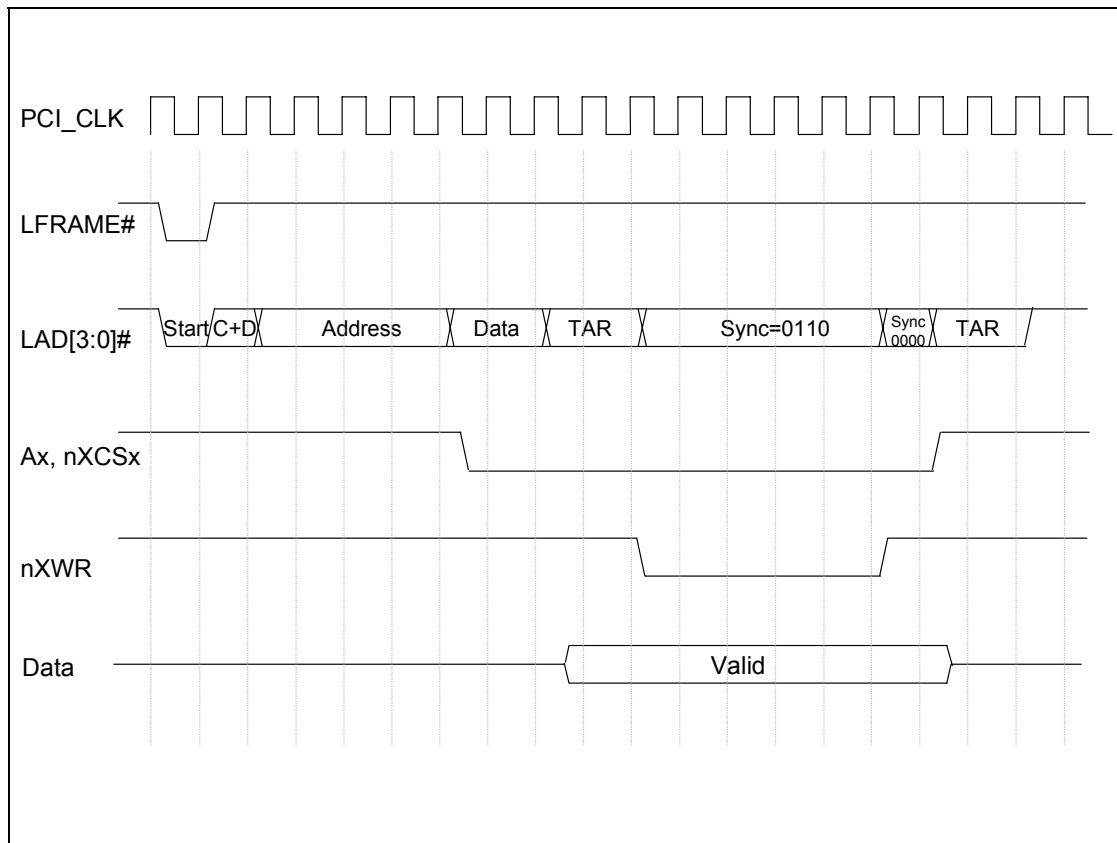 PCI_CLK
LFRAME#
LAD[3:0]#
Start C+D Address Data TAR Sync=0110 Sync 0000 TAR
Ax, nXCSx
nXWR
Data
Valid